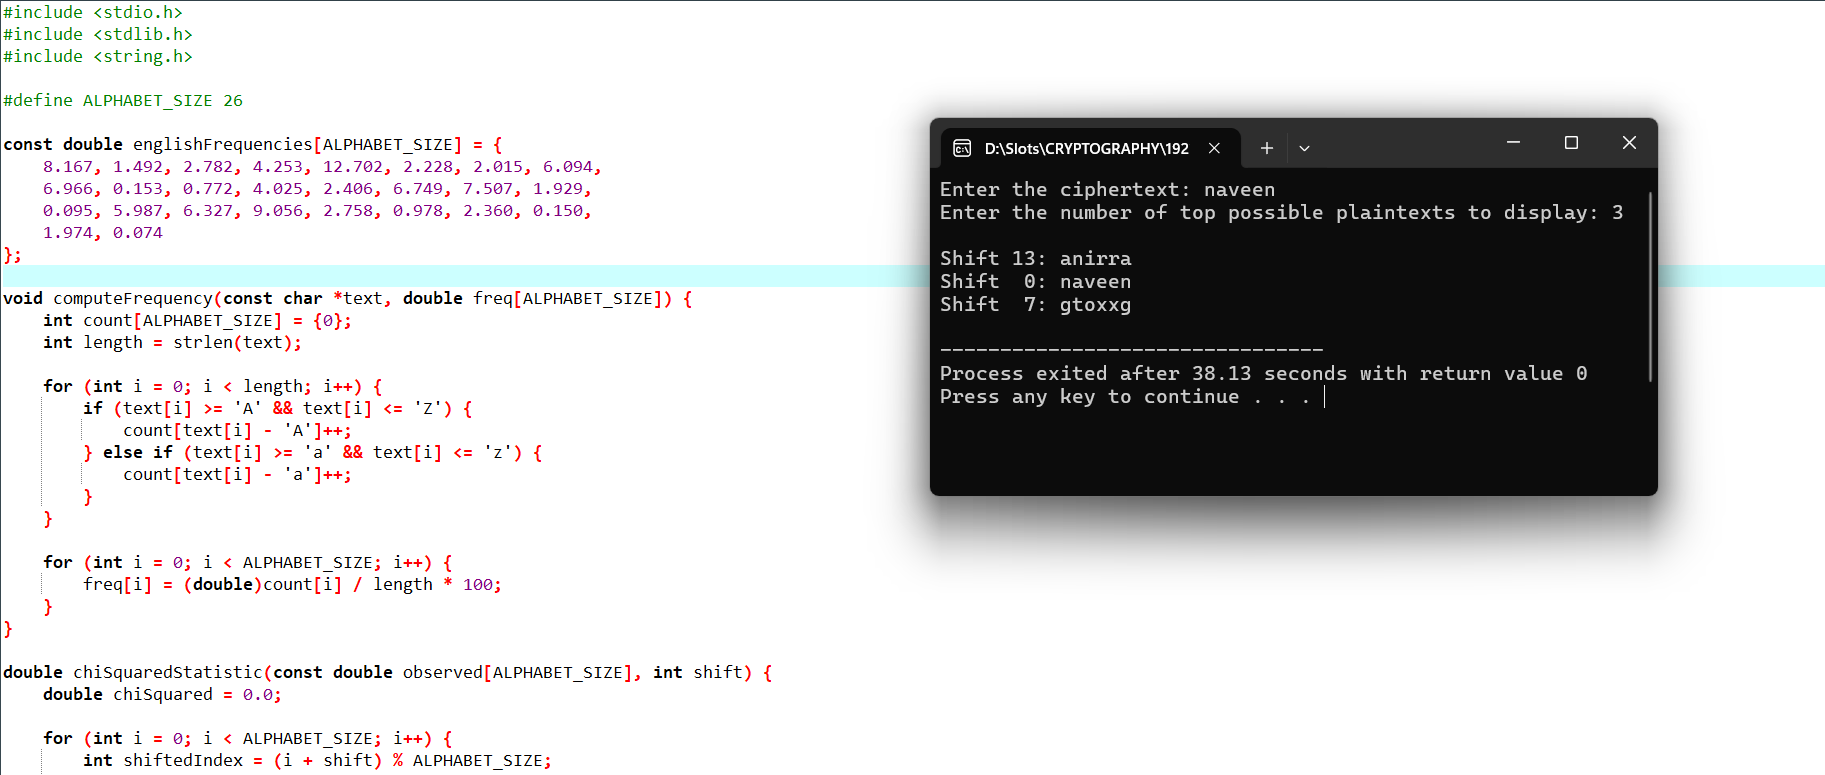 #include <stdio.h>
#include <stdlib.h>
#include <string.h>

#define ALPHABET_SIZE 26

const double englishFrequencies[ALPHABET_SIZE] = {
    8.167, 1.492, 2.782, 4.253, 12.702, 2.228, 2.015, 6.094,
    6.966, 0.153, 0.772, 4.025, 2.406, 6.749, 7.507, 1.929,
    0.095, 5.987, 6.327, 9.056, 2.758, 0.978, 2.360, 0.150,
    1.974, 0.074
};

void computeFrequency(const char *text, double freq[ALPHABET_SIZE]) {
    int count[ALPHABET_SIZE] = {0};
    int length = strlen(text);

    for (int i = 0; i < length; i++) {
        if (text[i] >= 'A' && text[i] <= 'Z') {
            count[text[i] - 'A']++;
        } else if (text[i] >= 'a' && text[i] <= 'z') {
            count[text[i] - 'a']++;
        }
    }

    for (int i = 0; i < ALPHABET_SIZE; i++) {
        freq[i] = (double)count[i] / length * 100;
    }
}

double chiSquaredStatistic(const double observed[ALPHABET_SIZE], int shift) {
    double chiSquared = 0.0;

    for (int i = 0; i < ALPHABET_SIZE; i++) {
        int shiftedIndex = (i + shift) % ALPHABET_SIZE;
D:\Slots\CRYPTOGRAPHY\192
Enter the ciphertext: naveen
Enter the number of top possible plaintexts to display: 3

Shift 13: anirra
Shift  0: naveen
Shift  7: gtoxxg

--------------------------------
Process exited after 38.13 seconds with return value 0
Press any key to continue . . .